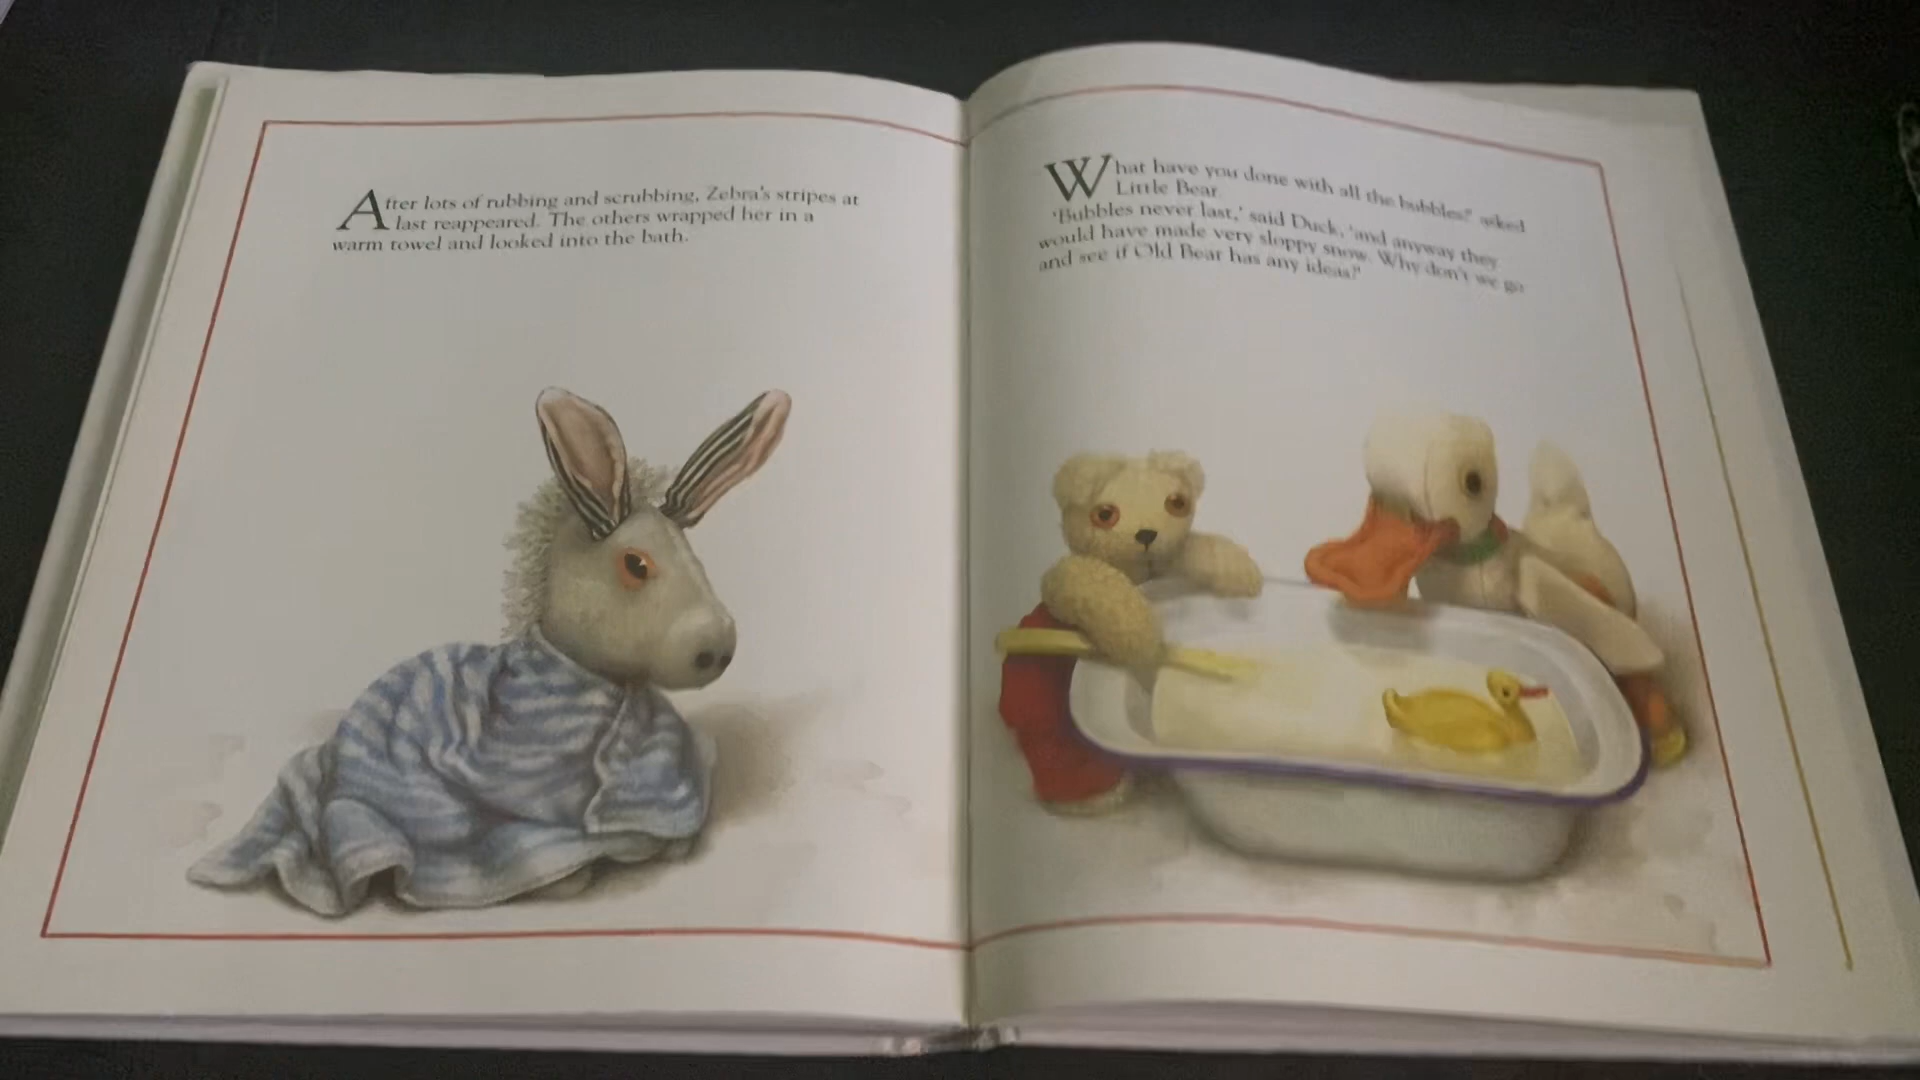 After lots of rubbing and scrubbing, Zebra's stripes at
last reappeared. The others wrapped her in a
warm towel and looked into the bath.
What have you done with all the bubbles?' asked
Little Bear.
'Bubbles never last,' said Duck, 'and anyway they
would have made very sloppy snow. Why don't we go
and see if Old Bear has any ideas?'